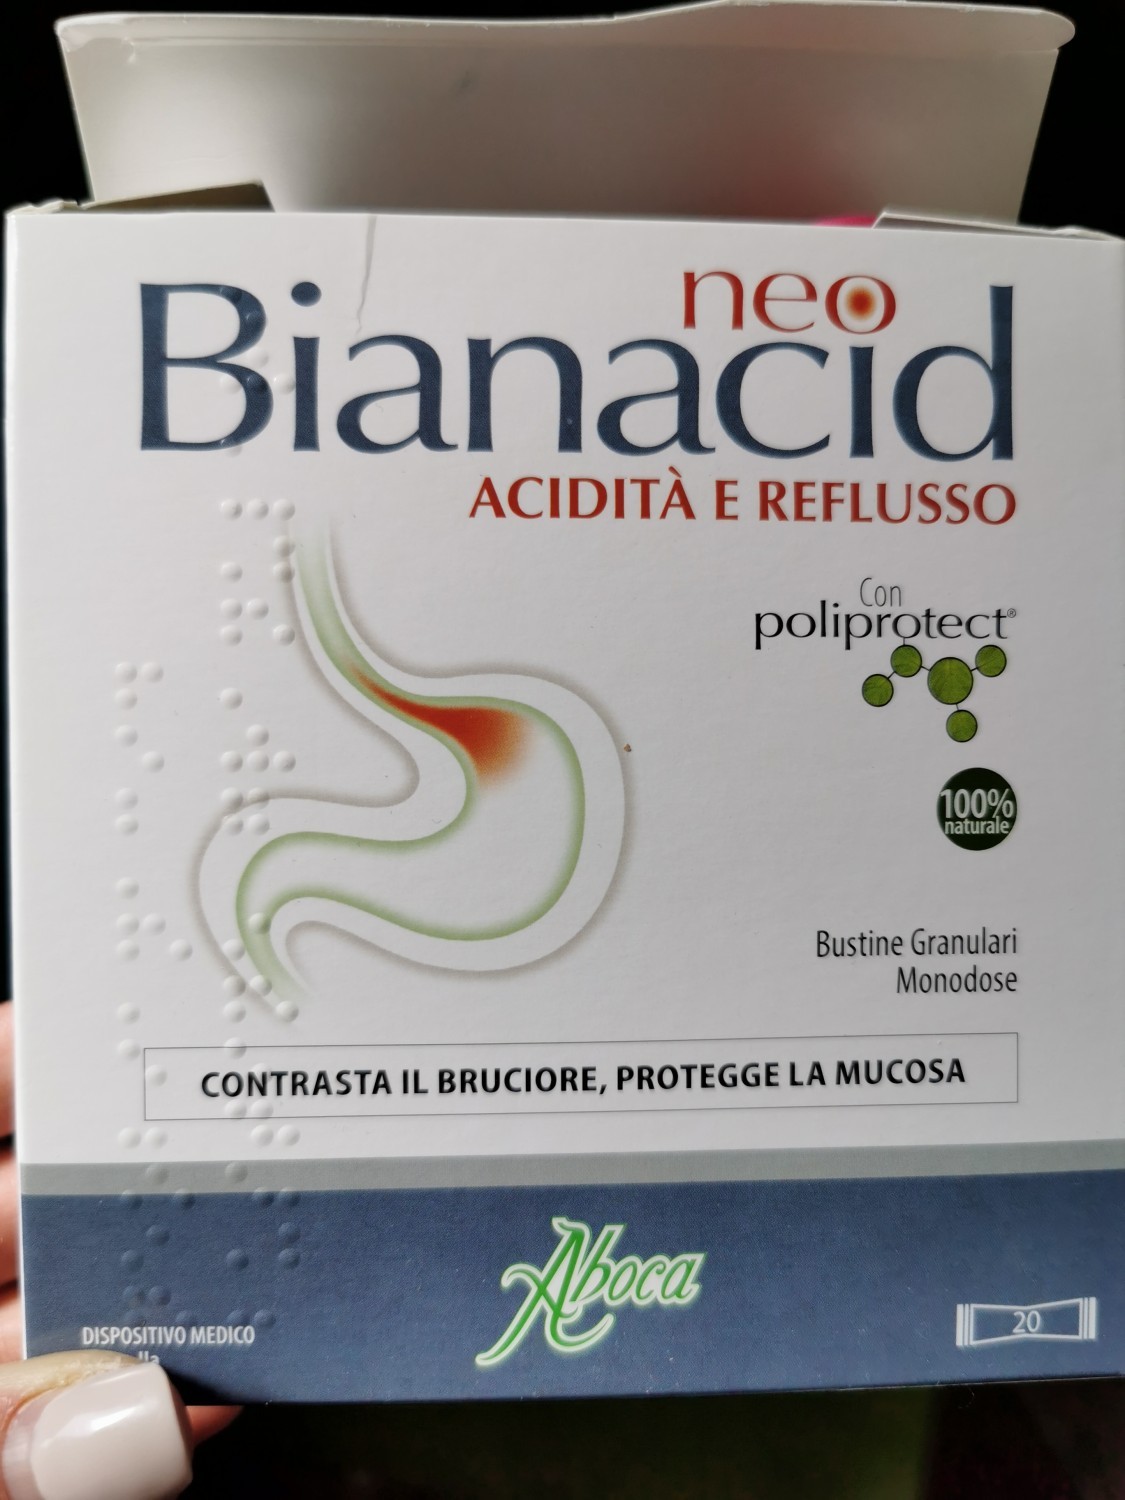 neo
Bianacid
ACIDITÀ E REFLUSSO
Con
poliprotect®
100%
naturale
Bustine Granulari
Monodose
CONTRASTA IL BRUCIORE, PROTEGGE LA MUCOSA
Aboca
DISPOSITIVO MEDICO
20